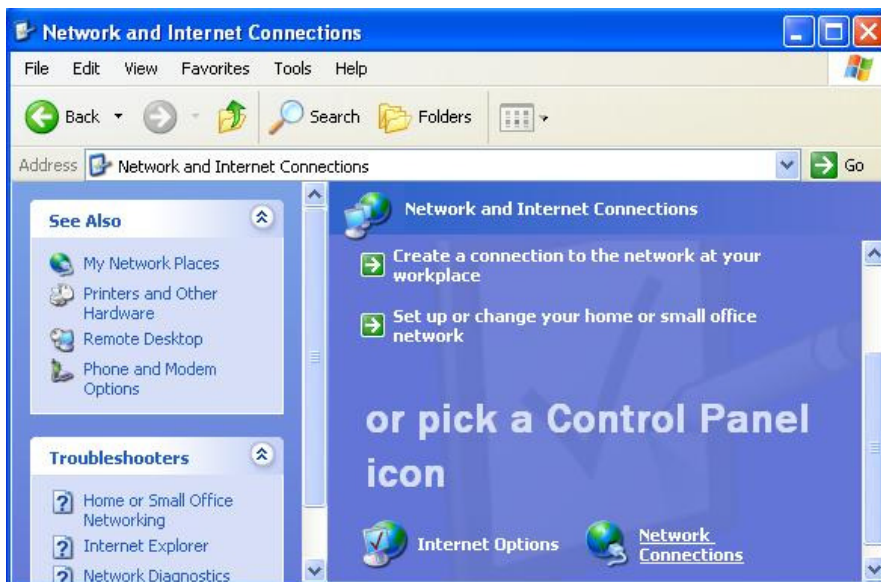 Network and Internet Connections
File Edit View Favorites Tools Help
Back Search Folders
Address Network and Internet Connections Go
See Also
My Network Places
Printers and Other
Hardware
Remote Desktop
Phone and Modem
Options
Troubleshooters
Home or Small Office
Networking
Internet Explorer
Network Diagnostics
Network and Internet Connections
Create a connection to the network at your
workplace
Set up or change your home or small office
network
or pick a Control Panel
icon
Internet Options
Network
Connections